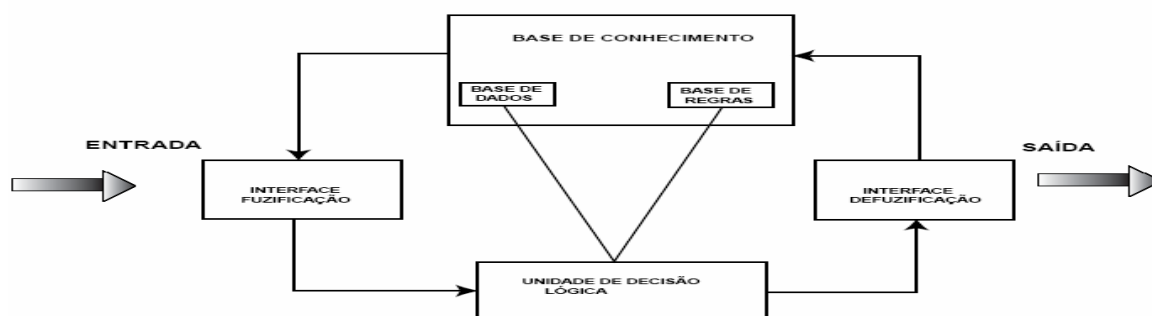 BASE DE CONHECIMENTO
BASE DE
DADOS
BASE DE
REGRAS
ENTRADA
SAÍDA
INTERFACE
FUZIFICAÇÃO
INTERFACE
DEFUZIFICAÇÃO
UNIDADE DE DECISÃO
LÓGICA